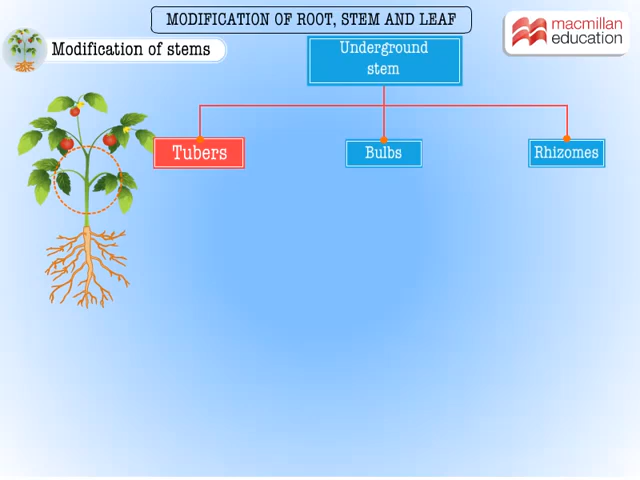 MODIFICATION OF ROOT, STEM AND LEAF
macmillan
education
Modification of stems
Underground
stem
Tubers
Bulbs
Rhizomes